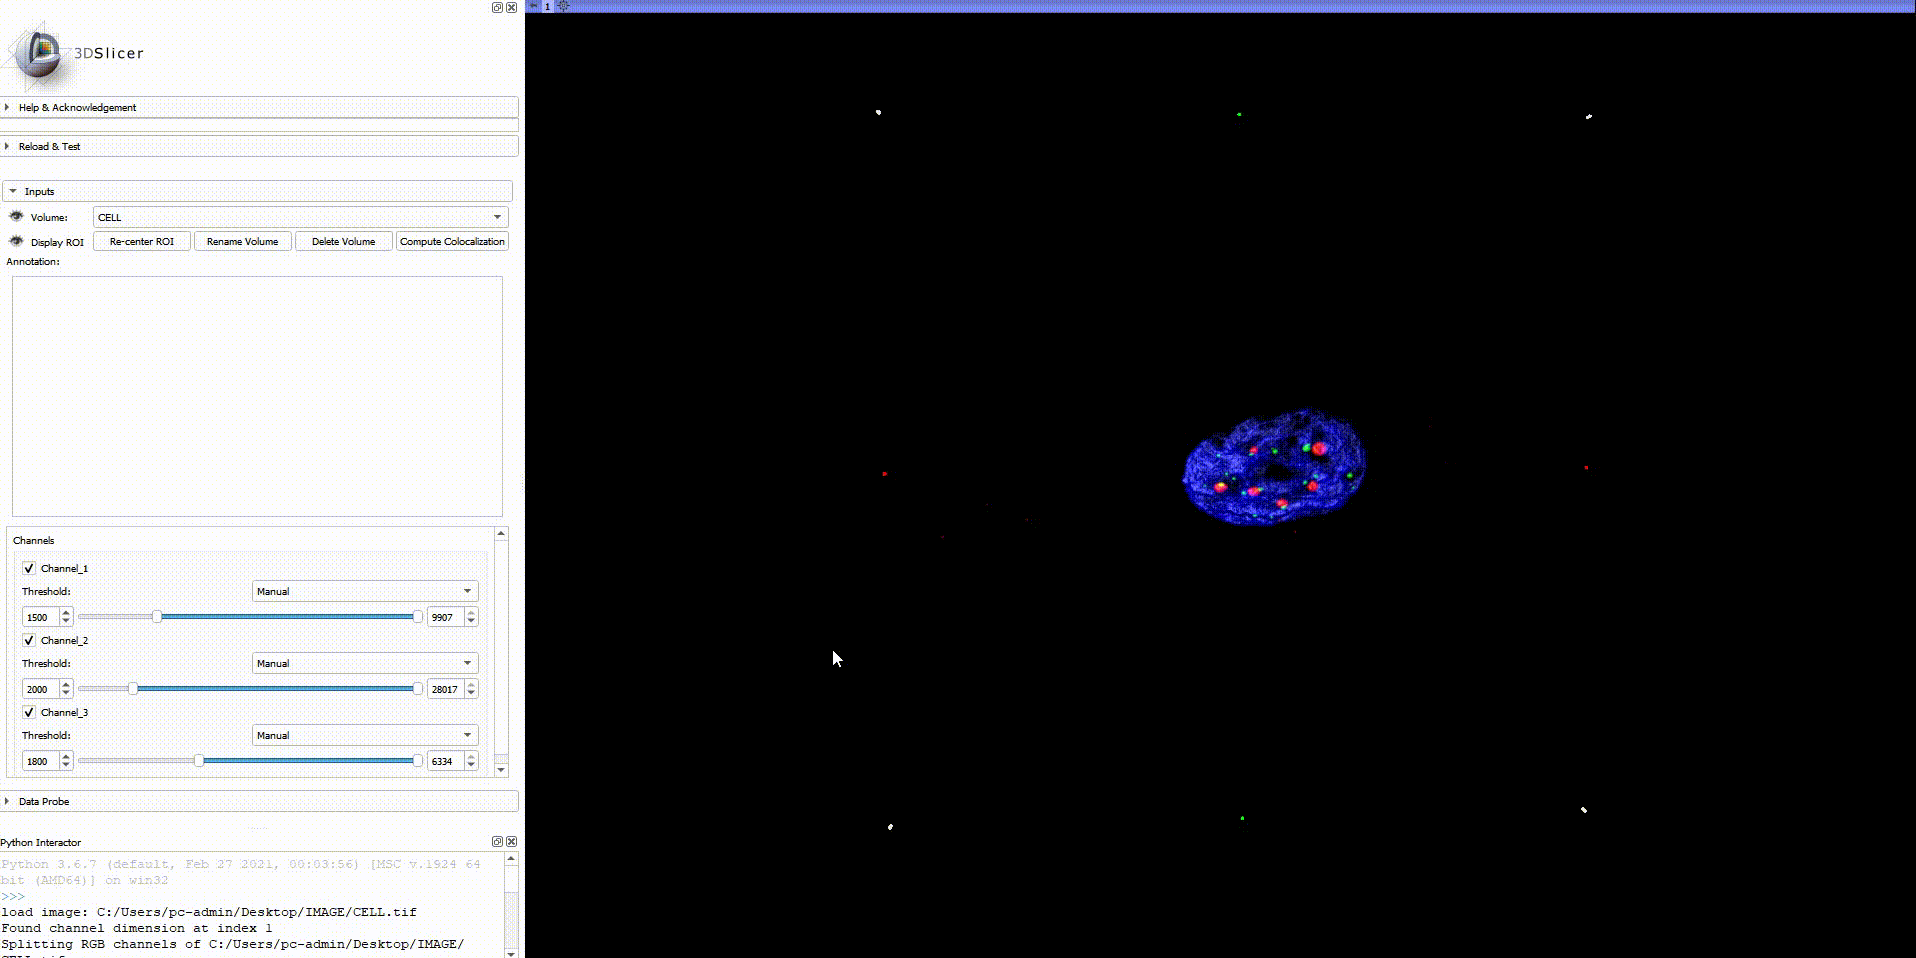 1
3DSlicer
Help & Acknowledgement
Reload & Test
Inputs
Volume: CELL
Display ROI Re-center ROI Rename Volume Delete Volume Compute Colocalization
Annotation:
Channels
Channel_1
Threshold: Manual
1500 9907
Channel_2
Threshold: Manual
2000 28017
Channel_3
Threshold: Manual
1800 6334
Data Probe
Python Interactor
Python 3.6.7 (default, Feb 27 2021, 00:03:56) [MSC v.1924 64
bit (AMD64)] on win32
>>>
load image: C:/Users/pc-admin/Desktop/IMAGE/CELL.tif
Found channel dimension at index 1
Splitting RGB channels of C:/Users/pc-admin/Desktop/IMAGE/
CELL.tif